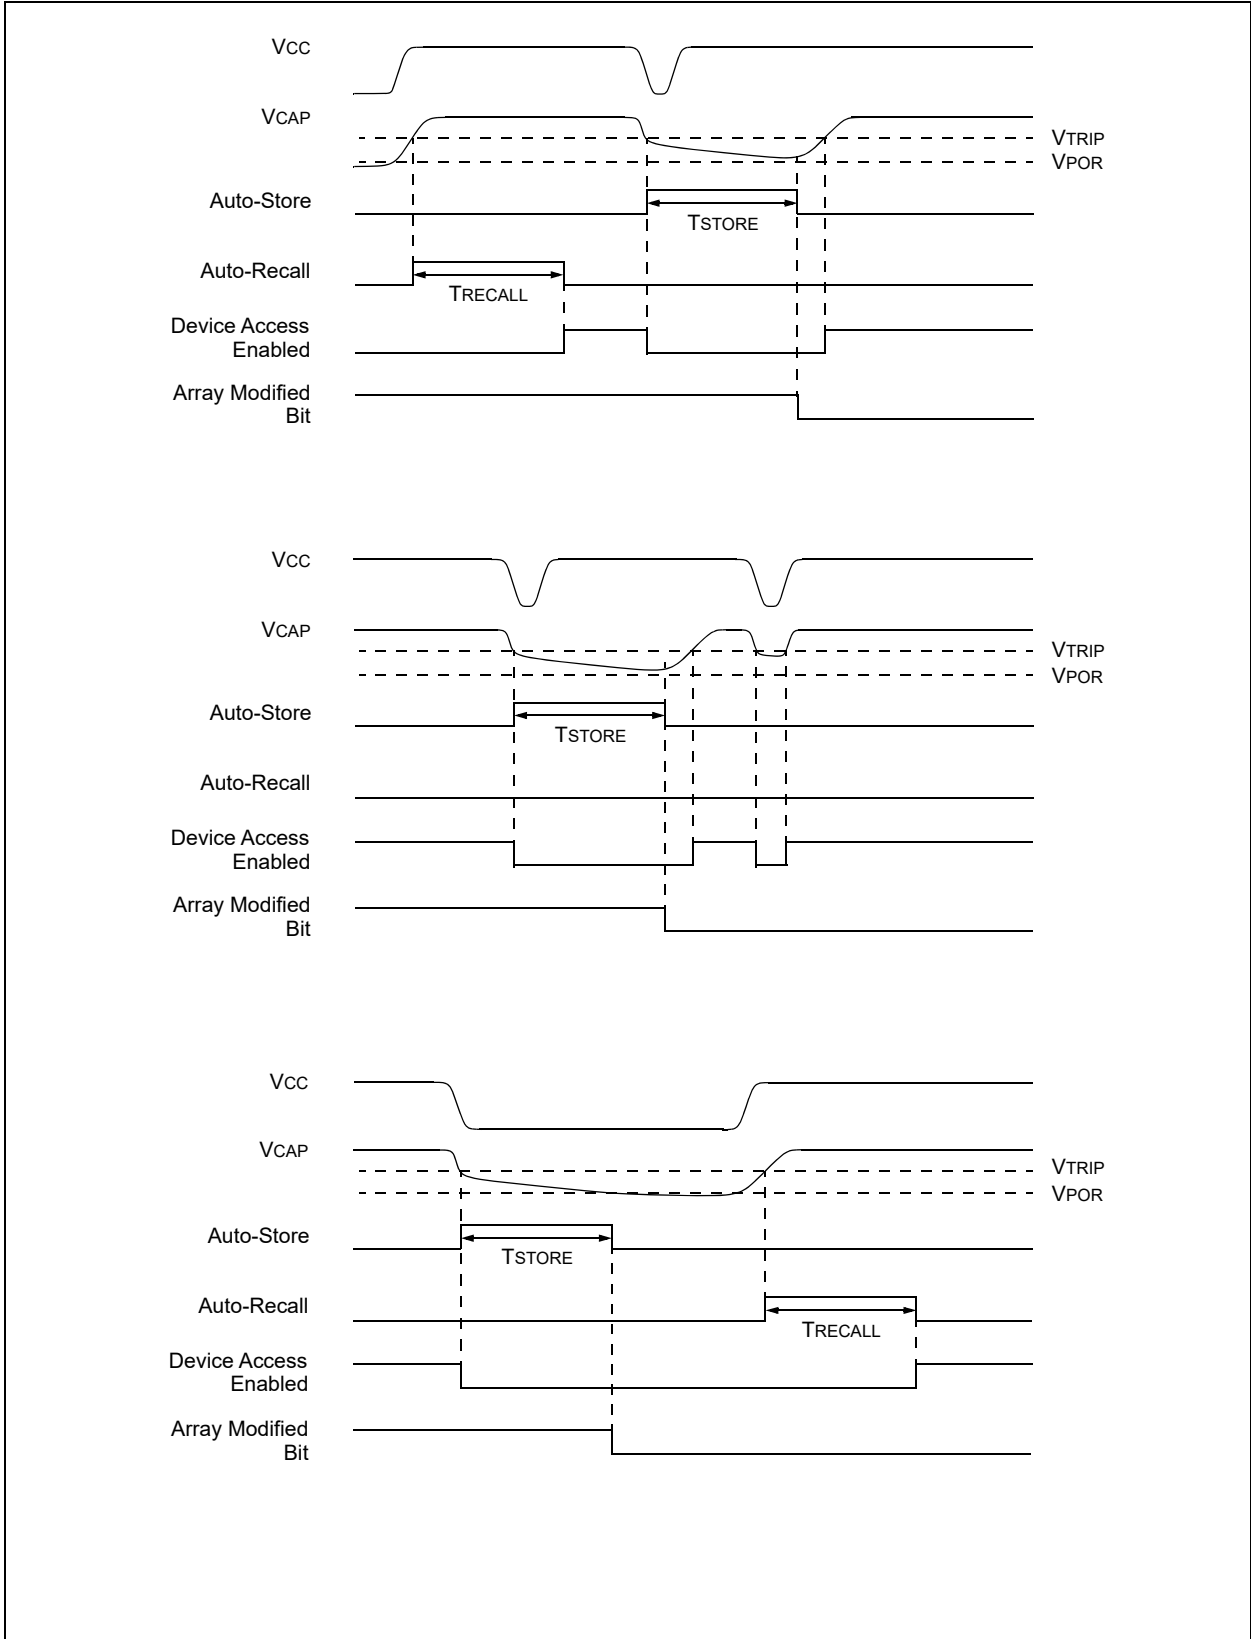 VCC
VCAP
VTRIP
VPOR
Auto-Store
TSTORE
Auto-Recall
TRECALL
Device Access
Enabled
Array Modified
Bit
VCC
VCAP
VTRIP
VPOR
Auto-Store
TSTORE
Auto-Recall
Device Access
Enabled
Array Modified
Bit
VCC
VCAP
VTRIP
VPOR
Auto-Store
TSTORE
Auto-Recall
TRECALL
Device Access
Enabled
Array Modified
Bit